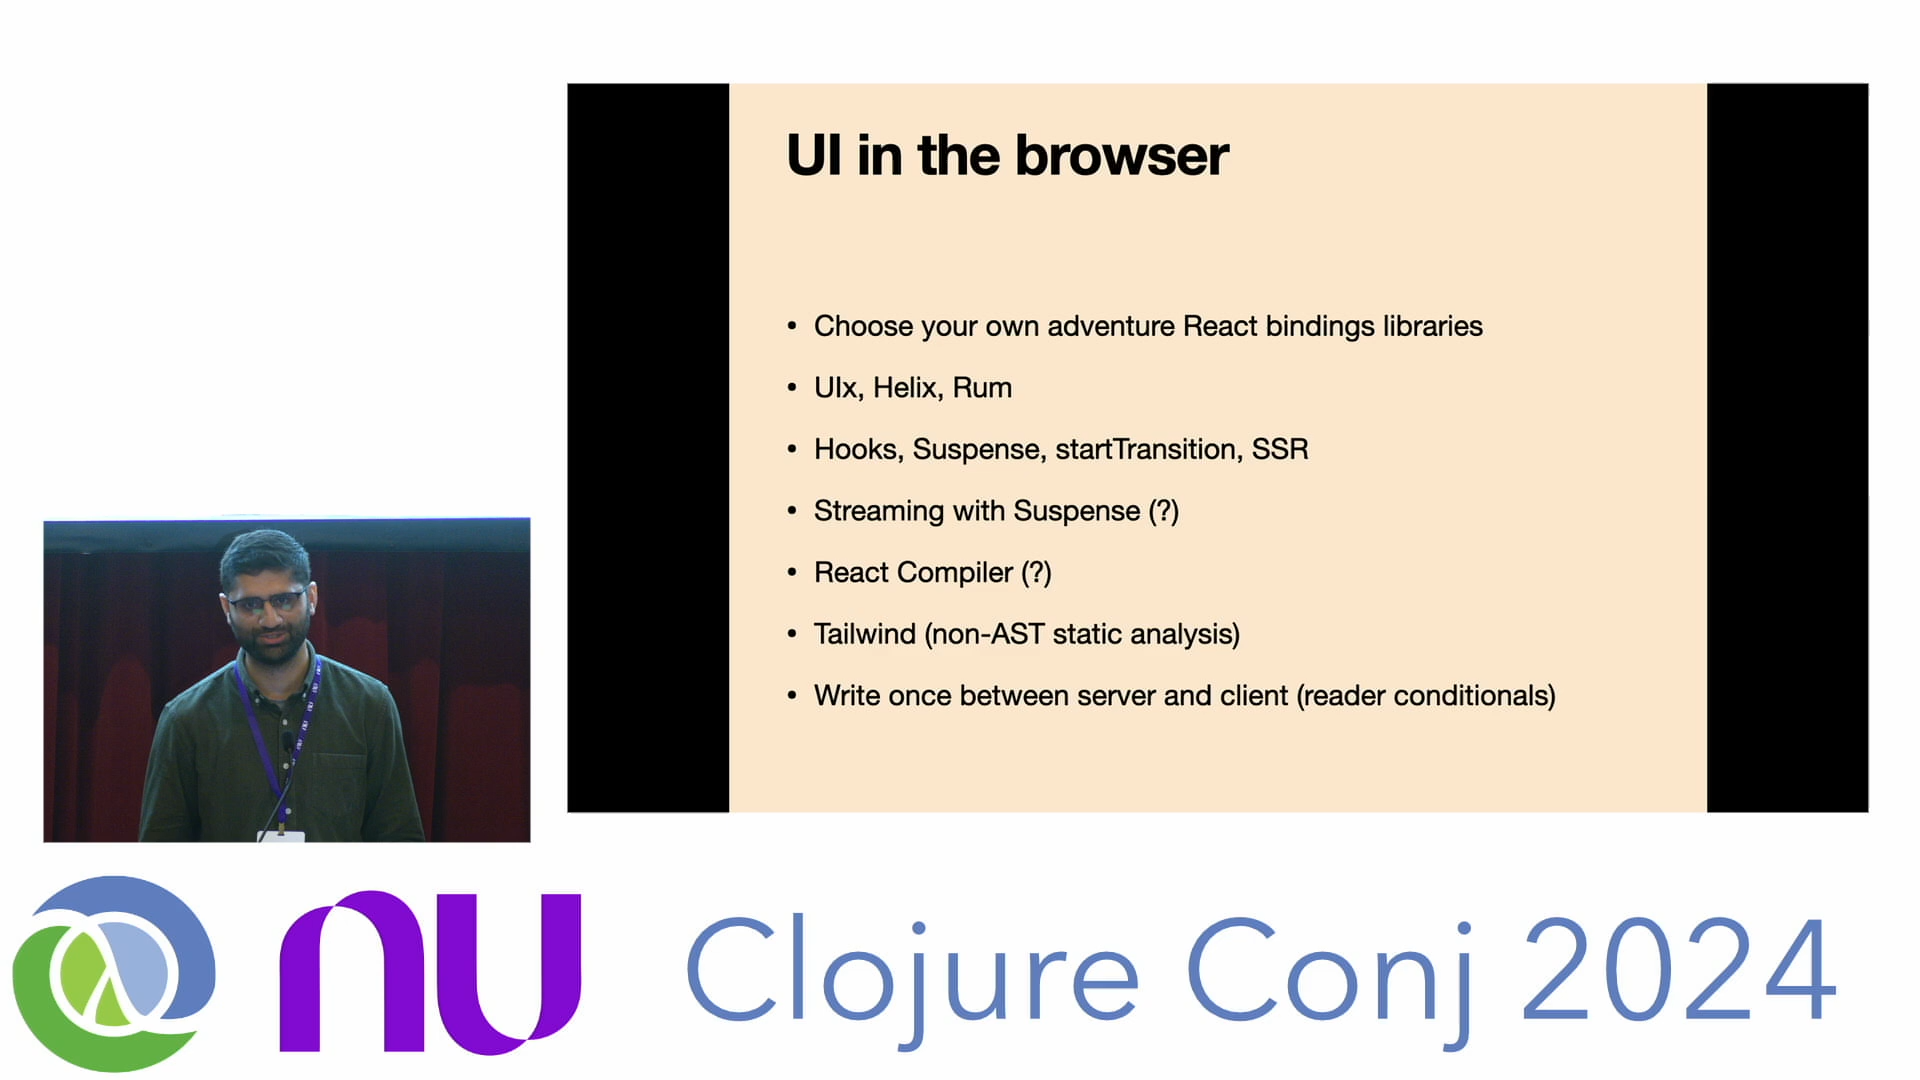 UI in the browser
• Choose your own adventure React bindings libraries
• UIx, Helix, Rum
• Hooks, Suspense, startTransition, SSR
• Streaming with Suspense (?)
• React Compiler (?)
• Tailwind (non-AST static analysis)
• Write once between server and client (reader conditionals)
nu
Clojure Conj 2024